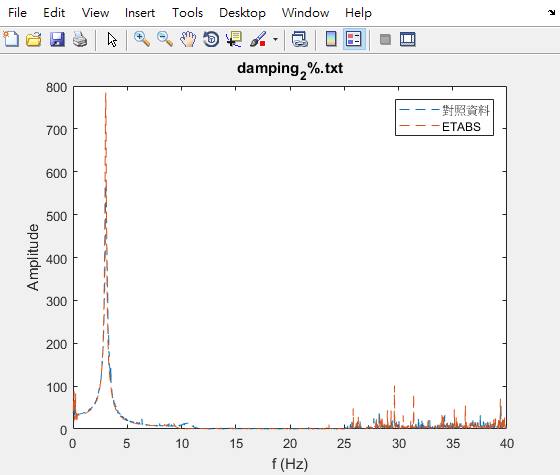 File Edit View Insert Tools Desktop Window Help
damping2%.txt
800
700
600
500
400
300
200
100
0
Amplitude
對照資料
ETABS
0 5 10 15 20 25 30 35 40
f (Hz)